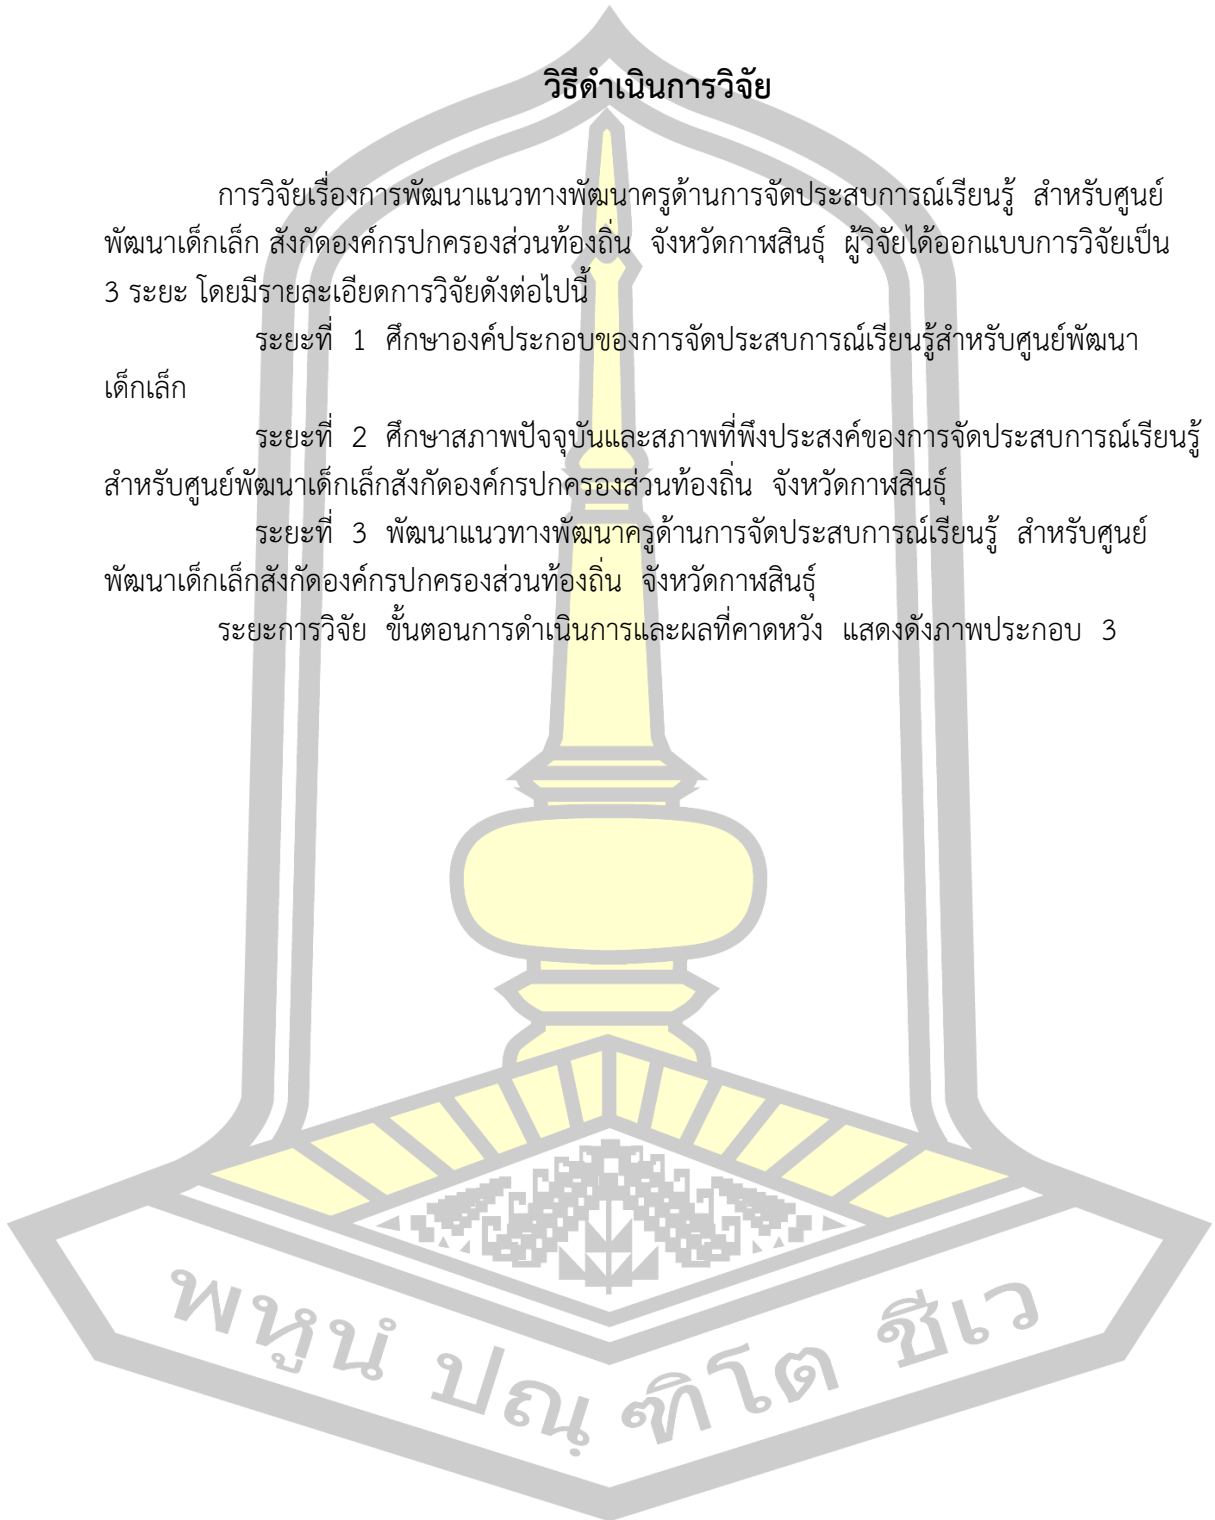 วิธีดำเนินการวิจัย
การวิจัยเรื่องการพัฒนาแนวทางพัฒนาครูด้านการจัดประสบการณ์เรียนรู้ สำหรับศูนย์
พัฒนาเด็กเล็ก สังกัดองค์กรปกครองส่วนท้องถิ่น จังหวัดกาฬสินธุ์ ผู้วิจัยได้ออกแบบการวิจัยเป็น
3 ระยะ โดยมีรายละเอียดการวิจัยดังต่อไปนี้
ระยะที่ 1 ศึกษาองค์ประกอบของการจัดประสบการณ์เรียนรู้สำหรับศูนย์พัฒนา
เด็กเล็ก
ระยะที่ 2 ศึกษาสภาพปัจจุบันและสภาพที่พึงประสงค์ของการจัดประสบการณ์เรียนรู้
สำหรับศูนย์พัฒนาเด็กเล็กสังกัดองค์กรปกครองส่วนท้องถิ่น จังหวัดกาฬสินธุ์
ระยะที่ 3 พัฒนาแนวทางพัฒนาครูด้านการจัดประสบการณ์เรียนรู้ สำหรับศูนย์
พัฒนาเด็กเล็กสังกัดองค์กรปกครองส่วนท้องถิ่น จังหวัดกาฬสินธุ์
ระยะการวิจัย ขั้นตอนการดำเนินการและผลที่คาดหวัง แสดงดังภาพประกอบ 3
พหูนํ ปณฺฑิโต ชีเว